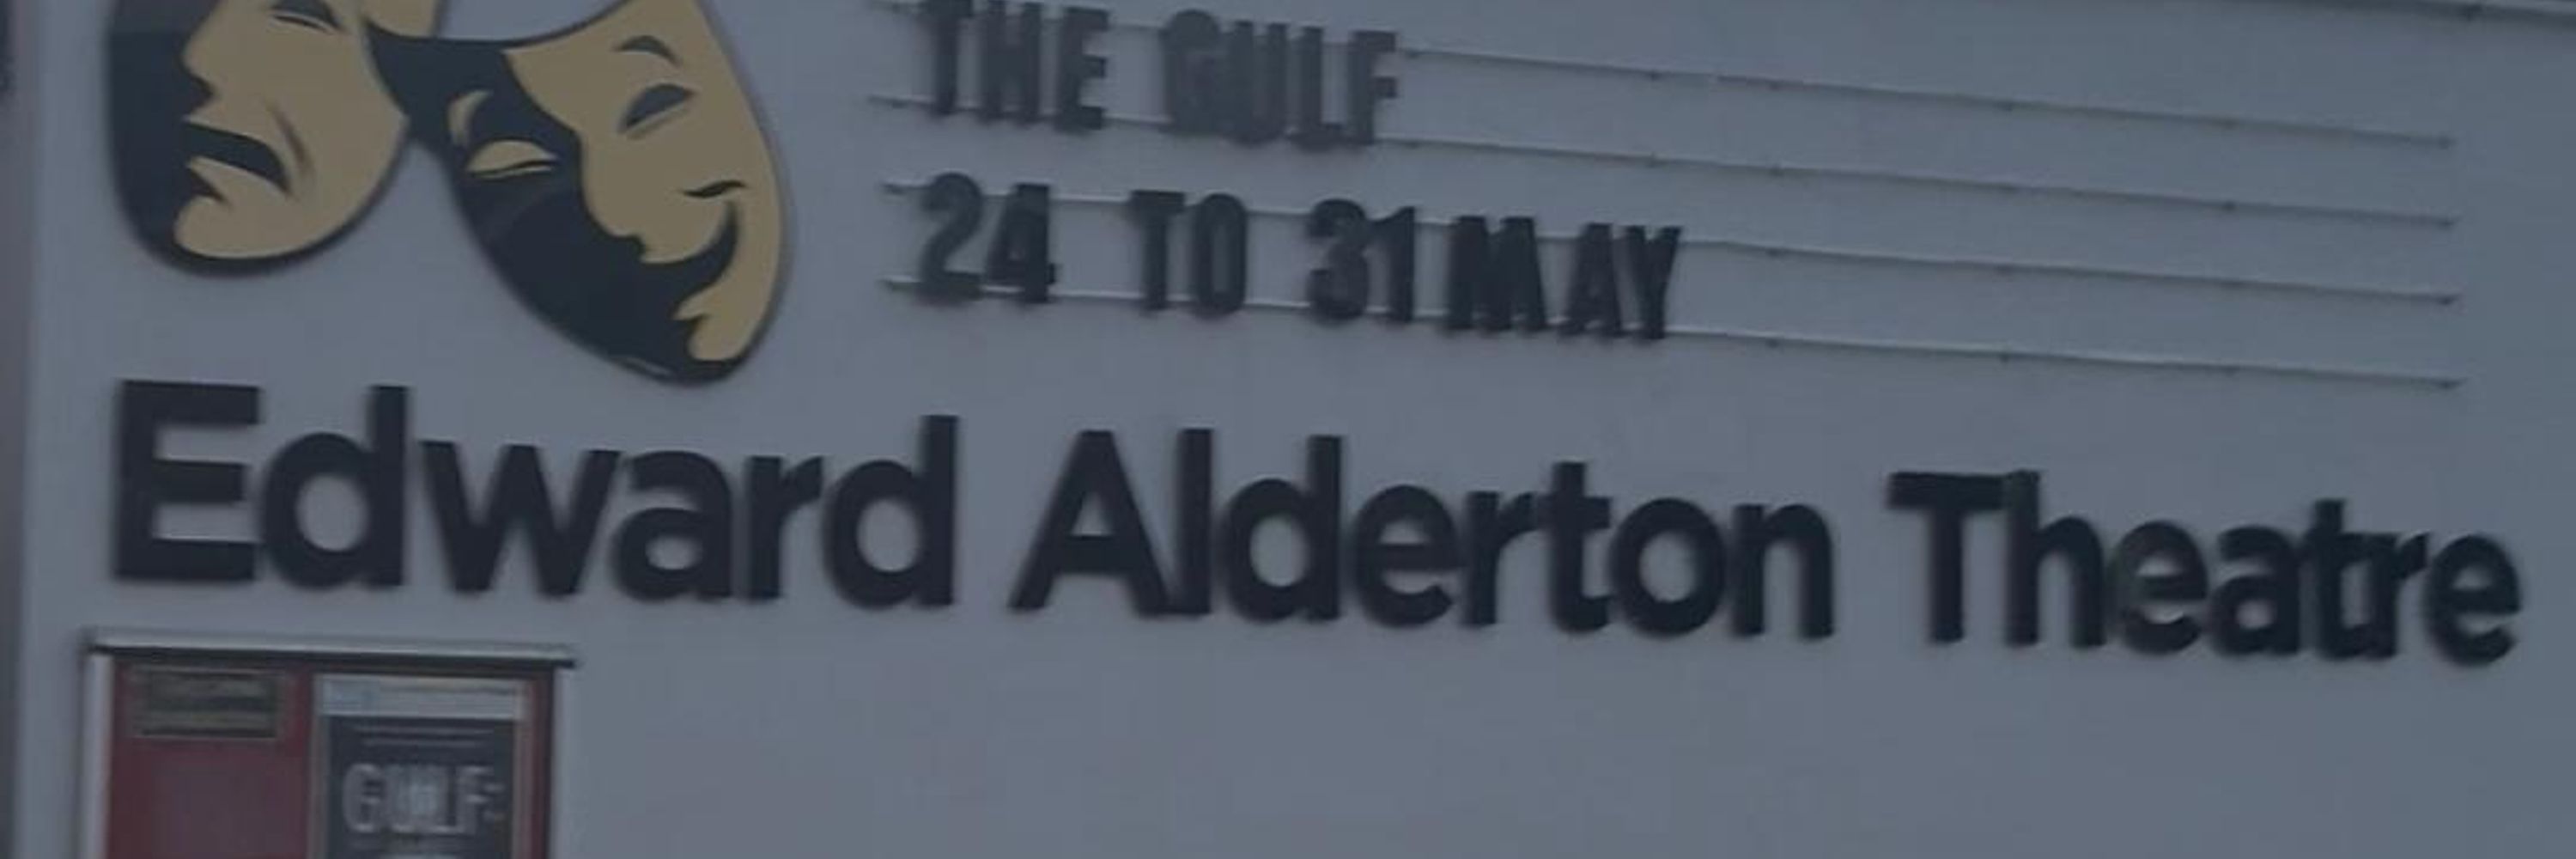 THE GULF
24 TO 31 MAY
Edward Alderton Theatre
GULF